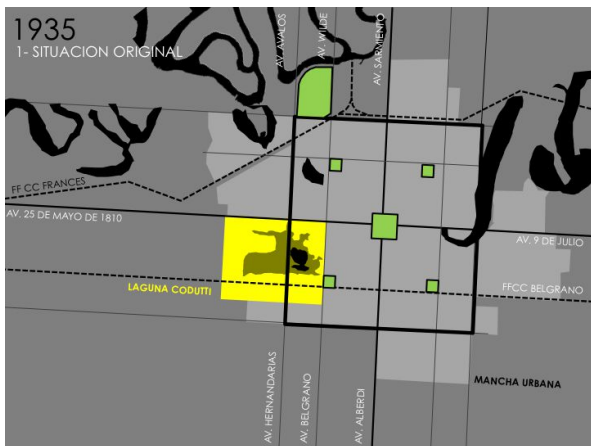 1935
1- SITUACION ORIGINAL
AV. AVALOS
AV. WILDE
AV. SARMIENTO
FF CC FRANCES
AV. 25 DE MAYO DE 1810
AV. 9 DE JULIO
LAGUNA CODUTTI
FFCC BELGRANO
MANCHA URBANA
AV. HERNANDARIAS
AV. BELGRANO
AV. ALBERDI